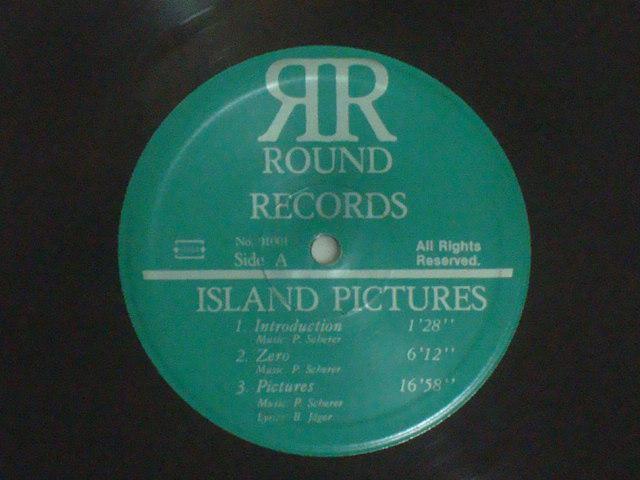 RR
ROUND
RECORDS
No. 01001
Side A
All Rights
Reserved.
ISLAND PICTURES
1. Introduction 1'28''
Music: P. Scherer
2. Zero 6'12''
Music: P. Scherer
3. Pictures 16'58''
Music: P. Scherer
Lyrics: B. Jäger